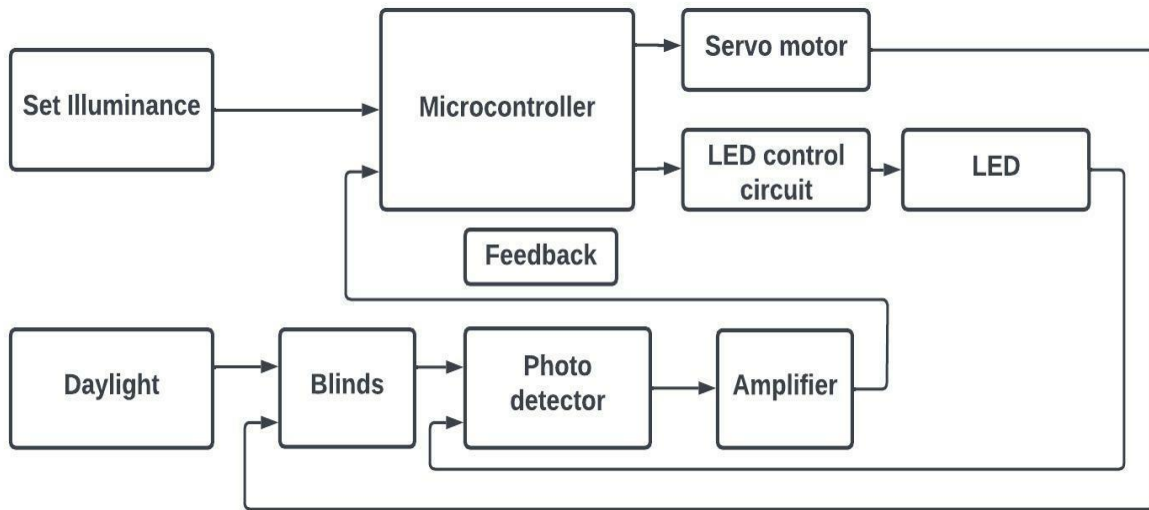 Servo motor
Set Illuminance
Microcontroller
LED control
circuit
LED
Feedback
Daylight
Blinds
Photo
detector
Amplifier